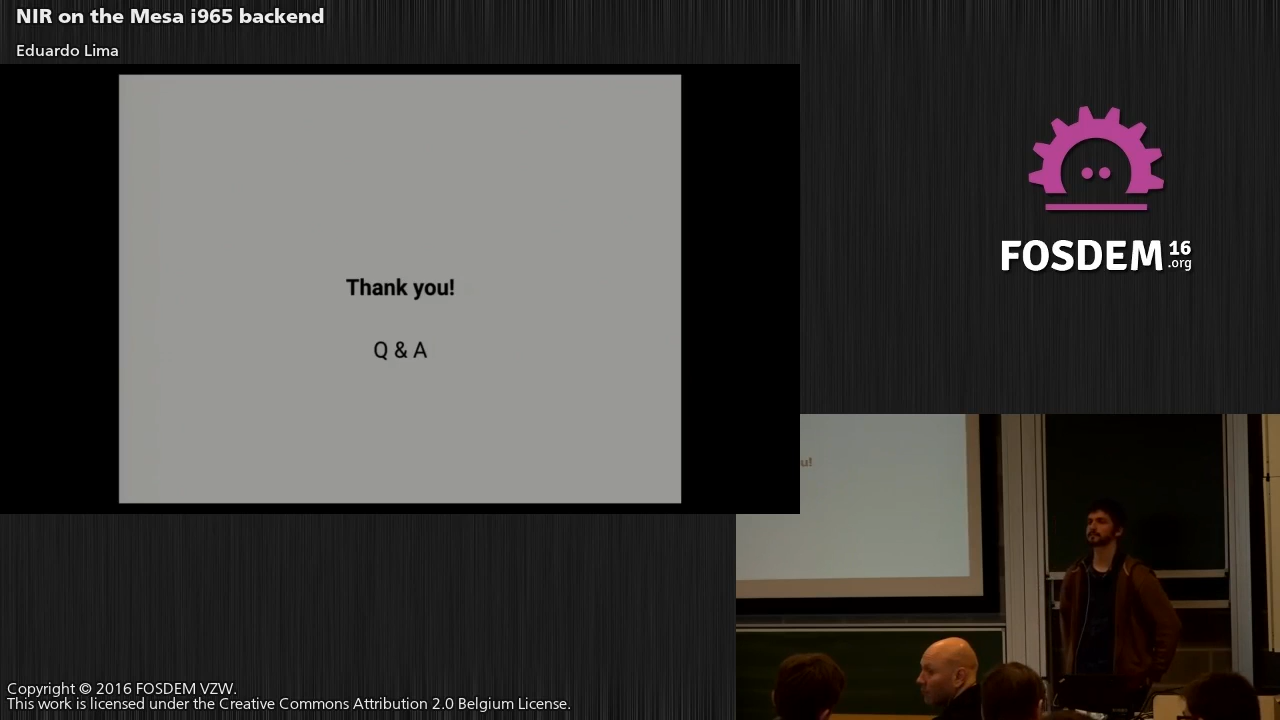 NIR on the Mesa i965 backend
Eduardo Lima
Thank you!
Q & A
FOSDEM 16 .org
u!
Copyright © 2016 FOSDEM VZW.
This work is licensed under the Creative Commons Attribution 2.0 Belgium License.